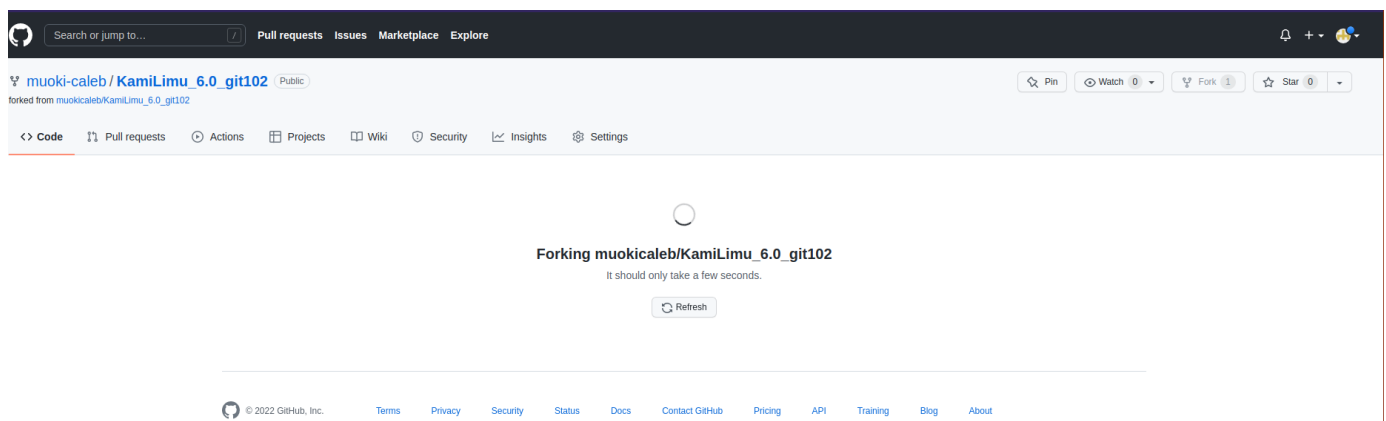 Search or jump to… / Pull requests Issues Marketplace Explore
muoki-caleb / KamiLimu_6.0_git102 Public Pin Watch 0 Fork 1 Star 0
forked from muokicaleb/KamiLimu_6.0_git102
<> Code Pull requests Actions Projects Wiki Security Insights Settings
Forking muokicaleb/KamiLimu_6.0_git102
It should only take a few seconds.
Refresh
© 2022 GitHub, Inc. Terms Privacy Security Status Docs Contact GitHub Pricing API Training Blog About